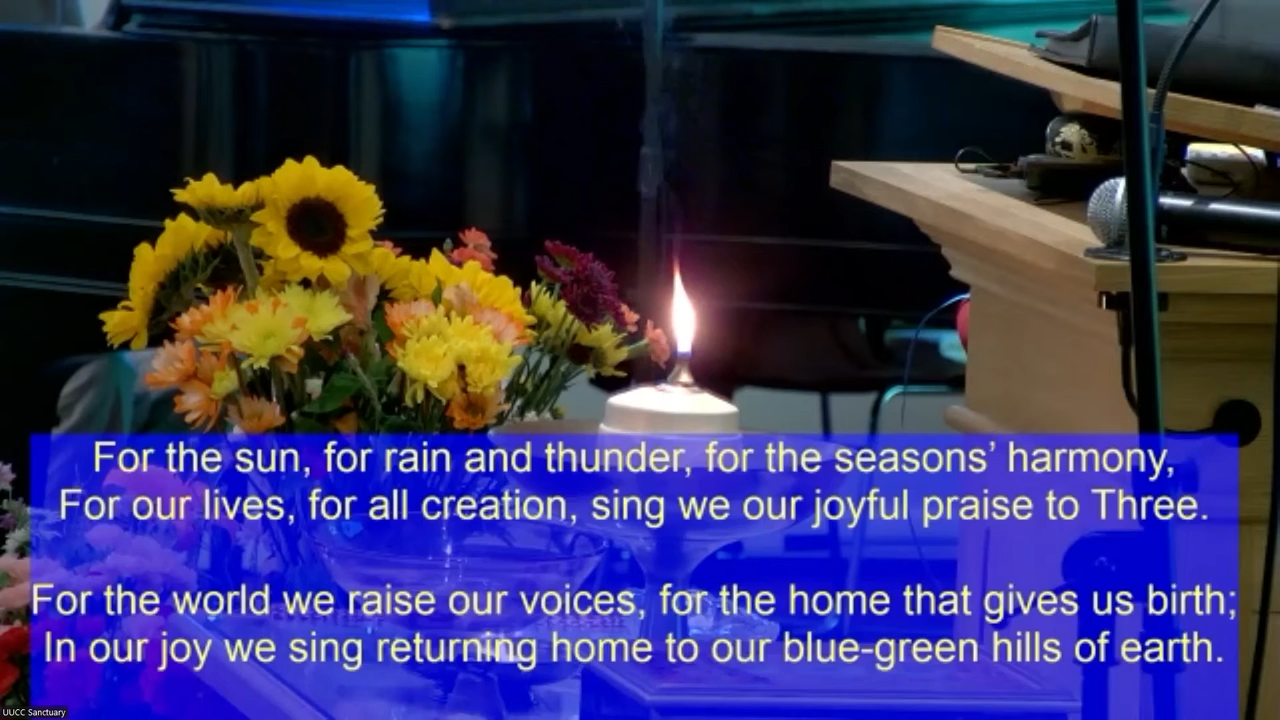 For the sun, for rain and thunder, for the seasons’ harmony,
For our lives, for all creation, sing we our joyful praise to Three.
For the world we raise our voices, for the home that gives us birth;
In our joy we sing returning home to our blue-green hills of earth.
UUCC Sanctuary